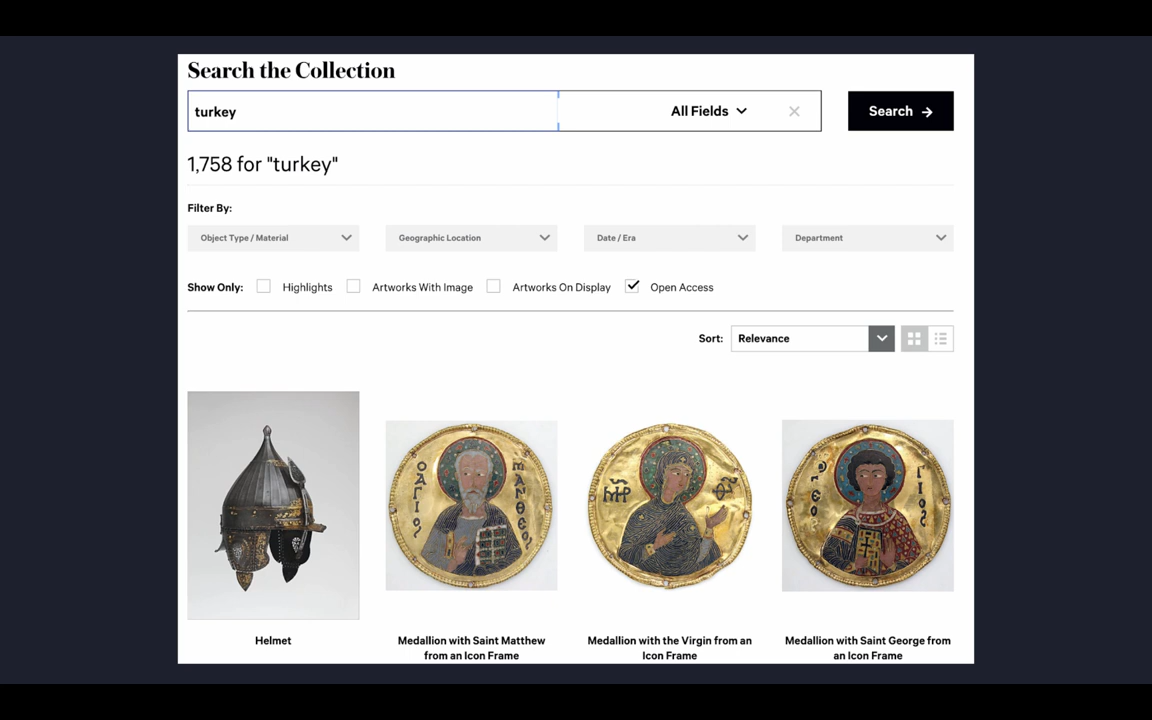 Search the Collection
turkey
All Fields
Search
1,758 for "turkey"
Filter By:
Object Type / Material
Geographic Location
Date / Era
Department
Show Only:
Highlights
Artworks With Image
Artworks On Display
Open Access
Sort:
Relevance
Helmet
Medallion with Saint Matthew
from an Icon Frame
Medallion with the Virgin from an
Icon Frame
Medallion with Saint George from
an Icon Frame